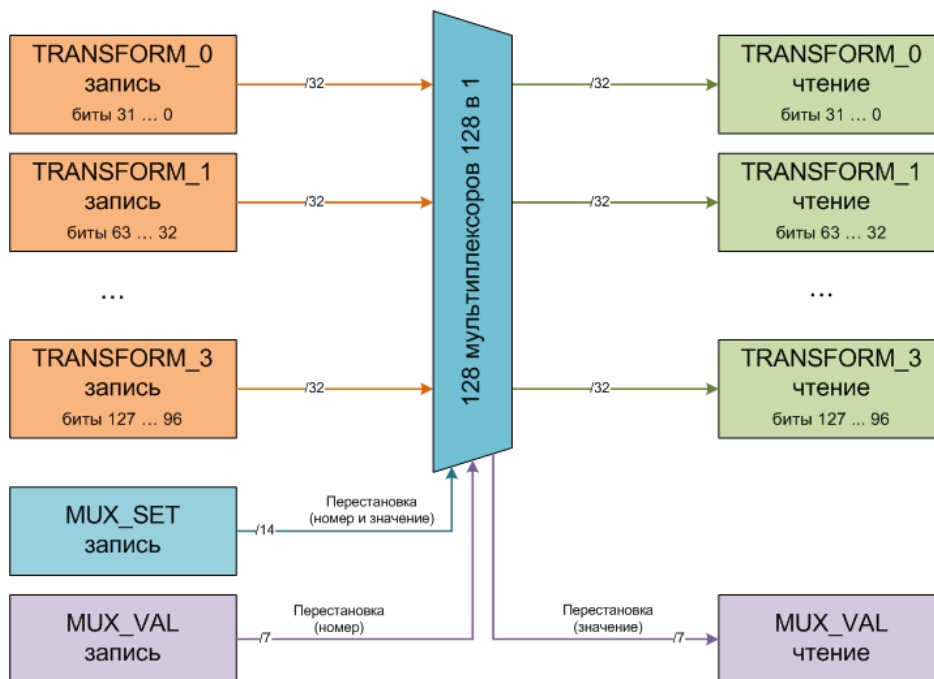 TRANSFORM_0
запись
биты 31 ... 0
/32
128 мультиплексоров 128 в 1
/32
TRANSFORM_0
чтение
биты 31 ... 0
TRANSFORM_1
запись
биты 63 ... 32
/32
/32
TRANSFORM_1
чтение
биты 63 ... 32
...
...
TRANSFORM_3
запись
биты 127 ... 96
/32
/32
TRANSFORM_3
чтение
биты 127 ... 96
MUX_SET
запись
/14
Перестановка
(номер и значение)
MUX_VAL
запись
/7
Перестановка
(номер)
Перестановка
(значение)
/7
MUX_VAL
чтение